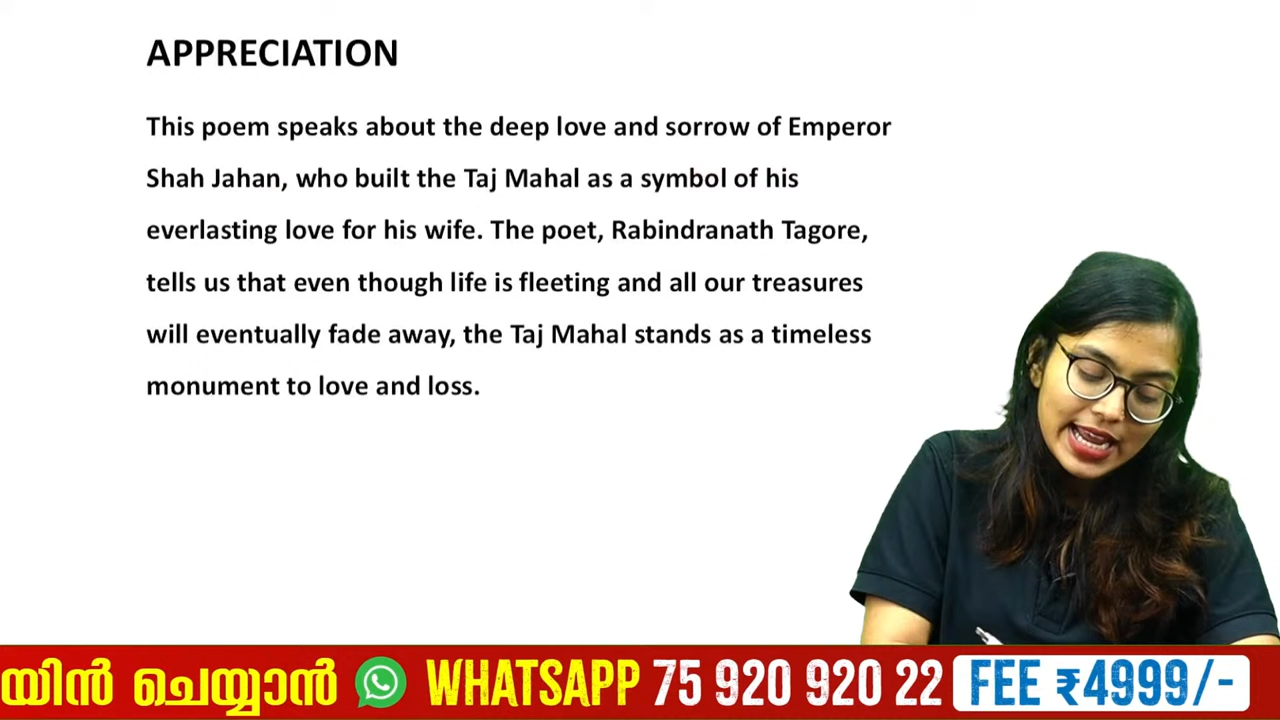 APPRECIATION
This poem speaks about the deep love and sorrow of Emperor
Shah Jahan, who built the Taj Mahal as a symbol of his
everlasting love for his wife. The poet, Rabindranath Tagore,
tells us that even though life is fleeting and all our treasures
will eventually fade away, the Taj Mahal stands as a timeless
monument to love and loss.
യിൻ ചെയ്യാൻ WHATSAPP 75 920 920 22 FEE ₹4999/-